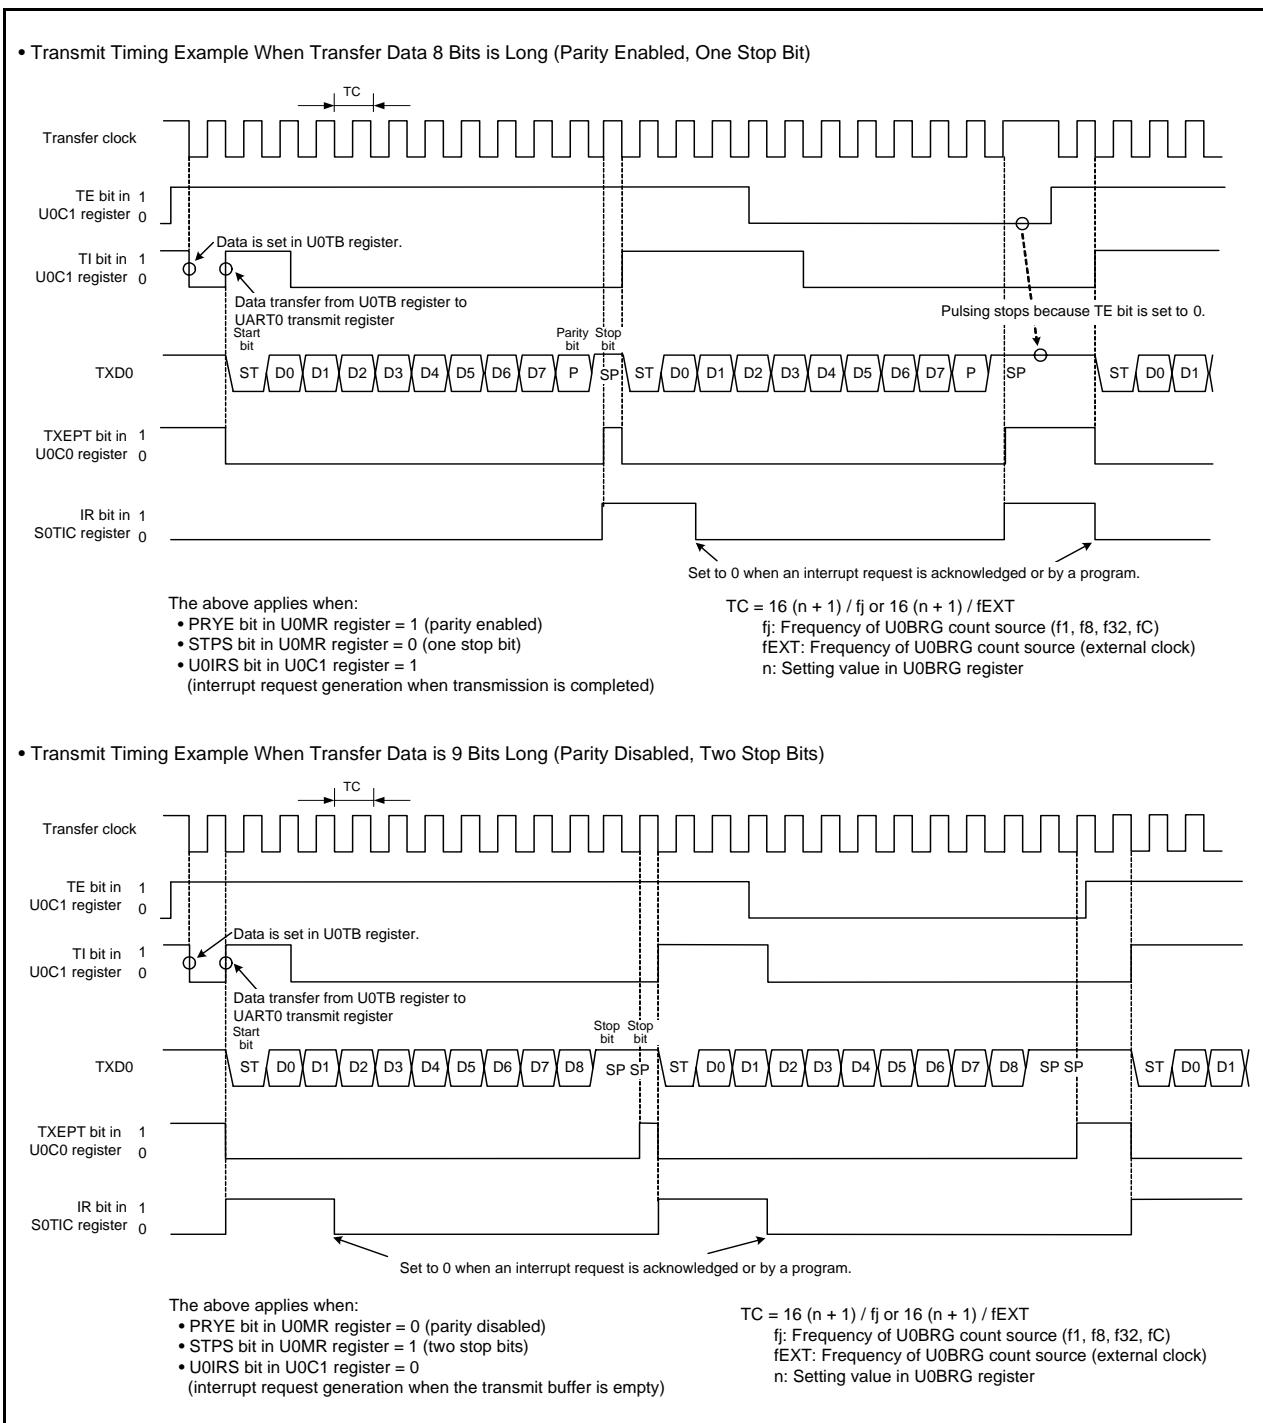 • Transmit Timing Example When Transfer Data 8 Bits is Long (Parity Enabled, One Stop Bit)
TC
Transfer clock
TE bit in 1
U0C1 register 0
Data is set in U0TB register.
TI bit in 1
U0C1 register 0
Data transfer from U0TB register to
UART0 transmit register
Pulsing stops because TE bit is set to 0.
Start
bit
Parity
bit
Stop
bit
TXD0
ST D0 D1 D2 D3 D4 D5 D6 D7 P SP ST D0 D1 D2 D3 D4 D5 D6 D7 P SP ST D0 D1
TXEPT bit in 1
U0C0 register 0
IR bit in 1
S0TIC register 0
Set to 0 when an interrupt request is acknowledged or by a program.
The above applies when:
• PRYE bit in U0MR register = 1 (parity enabled)
• STPS bit in U0MR register = 0 (one stop bit)
• U0IRS bit in U0C1 register = 1
(interrupt request generation when transmission is completed)
TC = 16 (n + 1) / fj or 16 (n + 1) / fEXT
fj: Frequency of U0BRG count source (f1, f8, f32, fC)
fEXT: Frequency of U0BRG count source (external clock)
n: Setting value in U0BRG register
• Transmit Timing Example When Transfer Data is 9 Bits Long (Parity Disabled, Two Stop Bits)
TC
Transfer clock
TE bit in 1
U0C1 register 0
Data is set in U0TB register.
TI bit in 1
U0C1 register 0
Data transfer from U0TB register to
UART0 transmit register
Start
bit
Stop
bit
Stop
bit
TXD0
ST D0 D1 D2 D3 D4 D5 D6 D7 D8 SP SP ST D0 D1 D2 D3 D4 D5 D6 D7 D8 SP SP ST D0 D1
TXEPT bit in 1
U0C0 register 0
IR bit in 1
S0TIC register 0
Set to 0 when an interrupt request is acknowledged or by a program.
The above applies when:
• PRYE bit in U0MR register = 0 (parity disabled)
• STPS bit in U0MR register = 1 (two stop bits)
• U0IRS bit in U0C1 register = 0
(interrupt request generation when the transmit buffer is empty)
TC = 16 (n + 1) / fj or 16 (n + 1) / fEXT
fj: Frequency of U0BRG count source (f1, f8, f32, fC)
fEXT: Frequency of U0BRG count source (external clock)
n: Setting value in U0BRG register